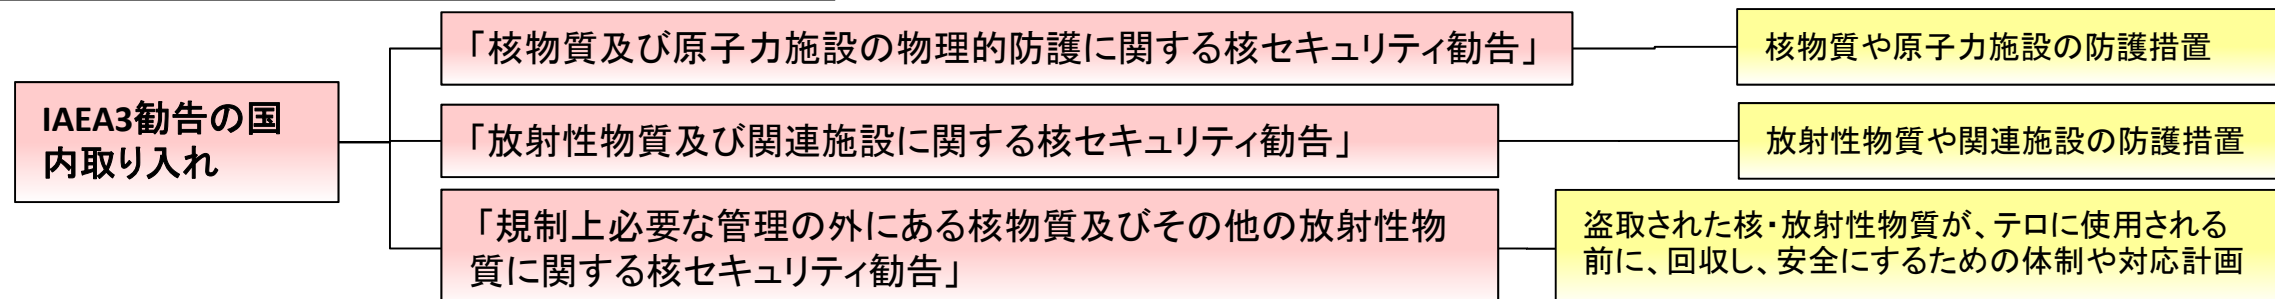 「核物質及び原子力施設の物理的防護に関する核セキュリティ勧告」
核物質や原子力施設の防護措置
IAEA3勧告の国
内取り入れ
「放射性物質及び関連施設に関する核セキュリティ勧告」
放射性物質や関連施設の防護措置
「規制上必要な管理の外にある核物質及びその他の放射性物
質に関する核セキュリティ勧告」
盗取された核・放射性物質が、テロに使用される
前に、回収し、安全にするための体制や対応計画